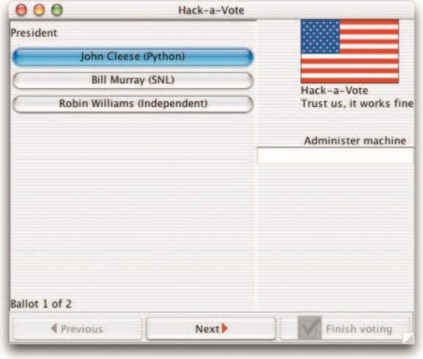 Hack-a-Vote
President
John Cleese (Python)
Bill Murray (SNL)
Robin Williams (Independent)
Hack-a-Vote
Trust us, it works fine
Administer machine
Ballot 1 of 2
Previous
Next
Finish voting